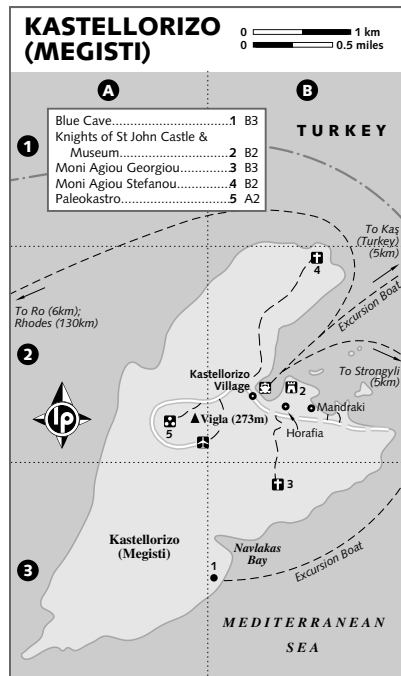 KASTELLORIZO
(MEGISTI)
0 1 km
0 0.5 miles
A
B
Blue Cave..............................1 B3
Knights of St John Castle &
Museum............................2 B2
Moni Agiou Georgiou............3 B3
Moni Agiou Stefanou............4 B2
Paleokastro...........................5 A2
1
TURKEY
To Kaş
(Turkey)
(5km)
4
To Ro (6km);
Rhodes (130km)
Excursion Boat
2
To Strongyli
(5km)
Kastellorizo
Village
2
Mandraki
lp
Vigla (273m)
5
Horafia
3
Kastellorizo
(Megisti)
Navlakas
Bay
Excursion Boat
3
1
MEDITERRANEAN
SEA